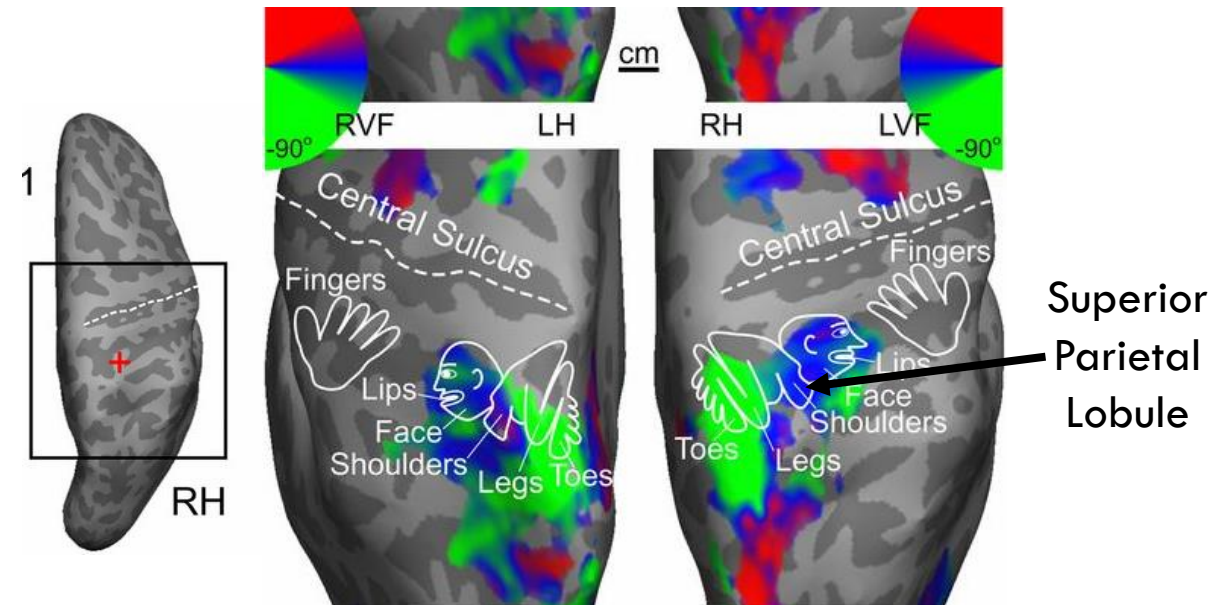 1
RH
cm
RVF
LH
RH
LVF
-90°
-90°
Central Sulcus
Fingers
Lips
Face
Shoulders
Legs
Toes
Central Sulcus
Fingers
Lips
Face
Shoulders
Toes
Legs
Superior
Parietal
Lobule